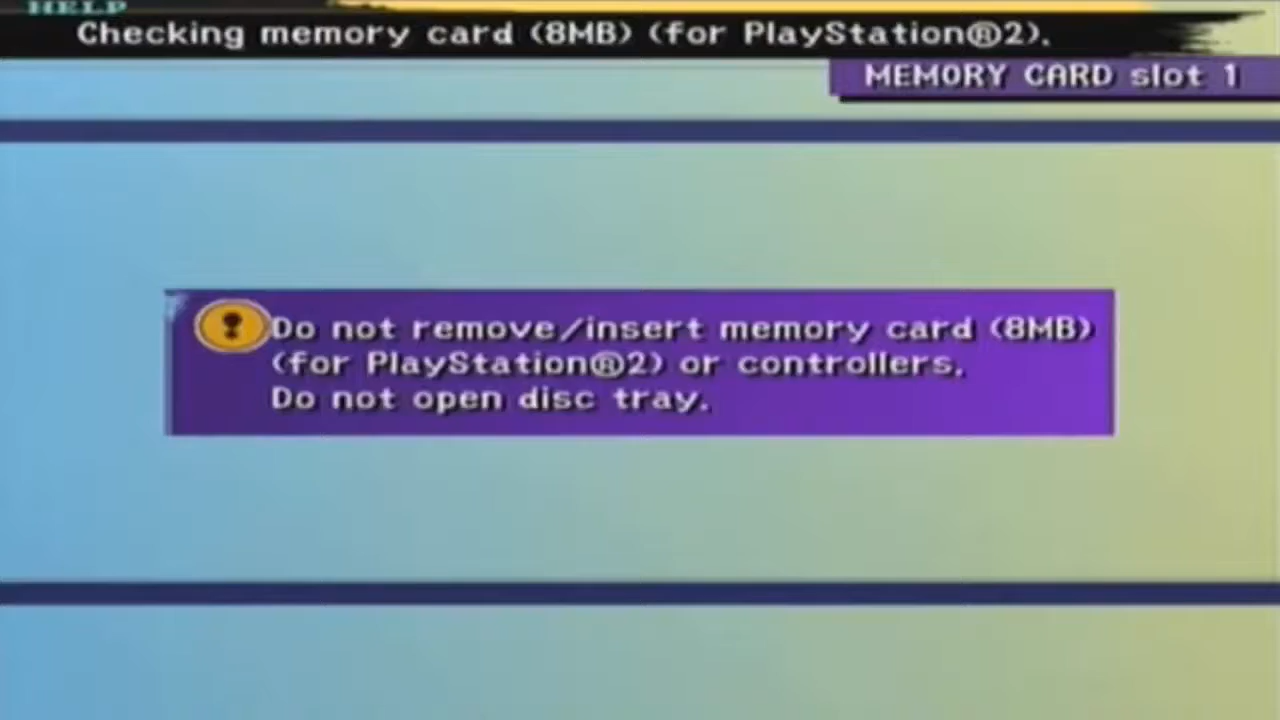 HELP
Checking memory card (8MB) (for PlayStation®2).
MEMORY CARD slot 1
Do not remove/insert memory card (8MB)
(for PlayStation®2) or controllers.
Do not open disc tray.